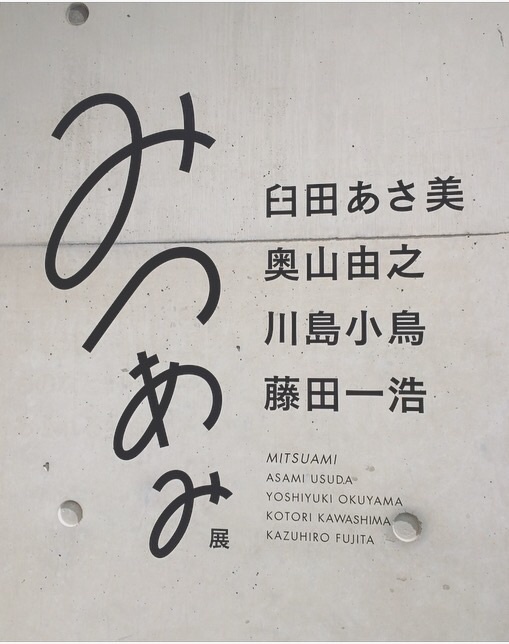 みつあみ
展
臼田あさ美
奥山由之
川島小鳥
藤田一浩
MITSUAMI
ASAMI USUDA
YOSHIYUKI OKUYAMA
KOTORI KAWASHIMA
KAZUHIRO FUJITA